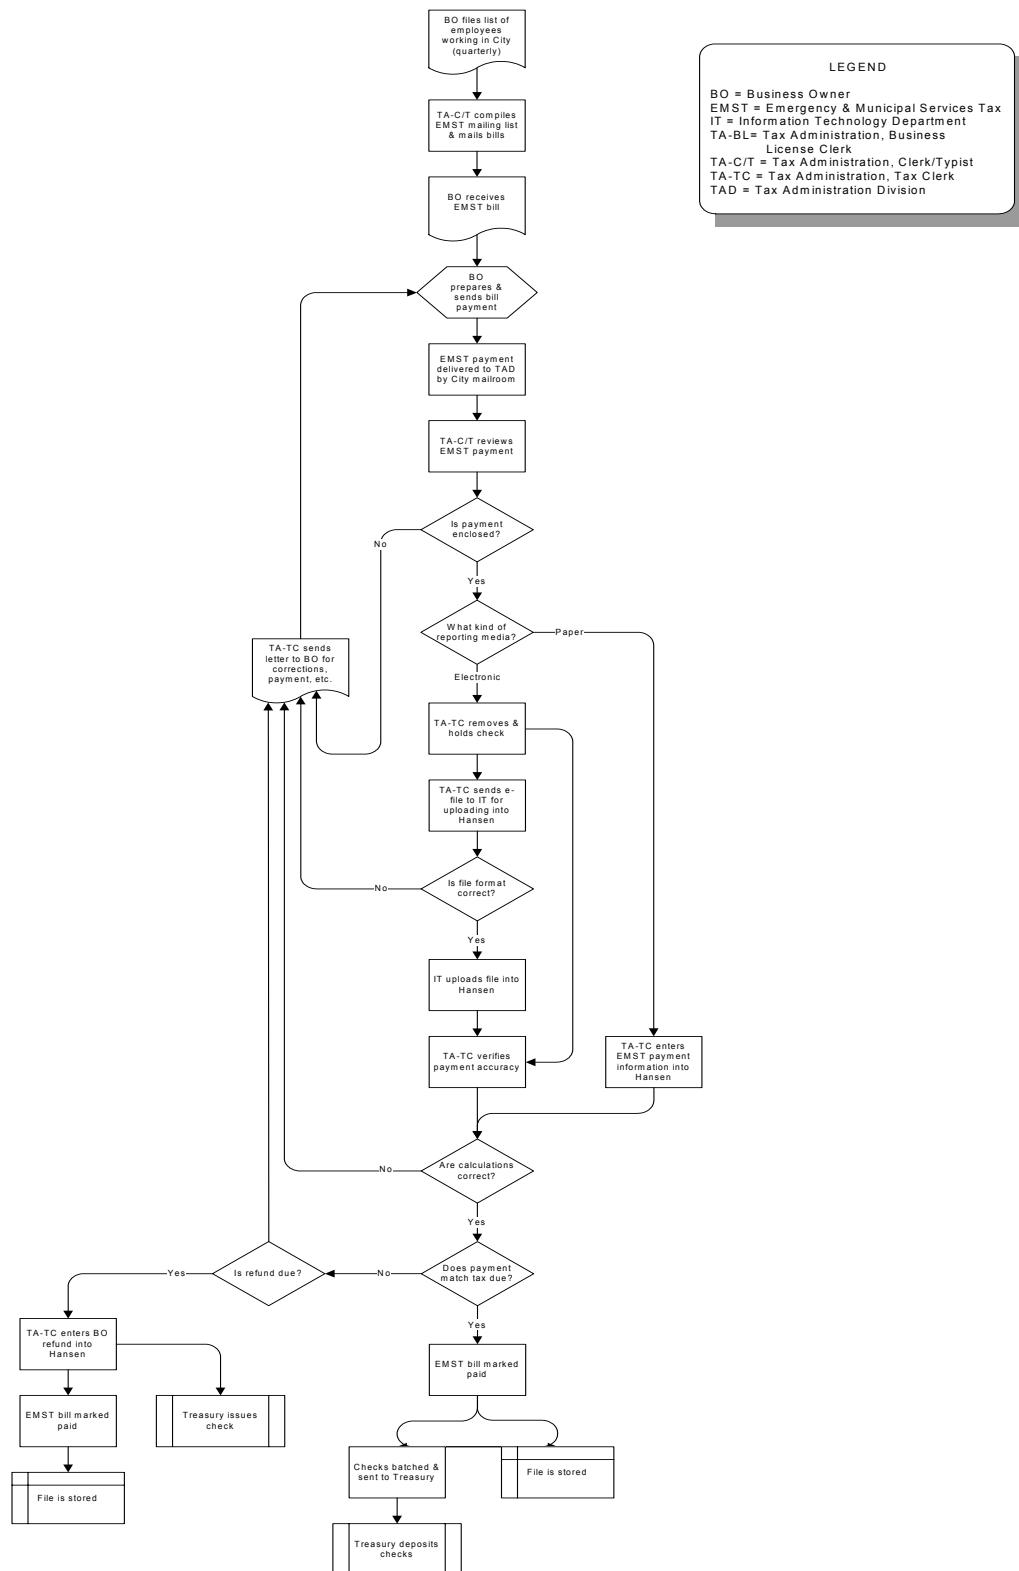 BO files list of
employees
working in City
(quarterly)
LEGEND
BO = Business Owner
EMST = Emergency & Municipal Services Tax
IT = Information Technology Department
TA-BL= Tax Administration, Business
License Clerk
TA-C/T = Tax Administration, Clerk/Typist
TA-TC = Tax Administration, Tax Clerk
TAD = Tax Administration Division
TA-C/T compiles
EMST mailing list
& mails bills
BO receives
EMST bill
BO
prepares &
sends bill
payment
EMST payment
delivered to TAD
by City mailroom
TA-C/T reviews
EMST payment
Is payment
enclosed?
No
Yes
What kind of
reporting media?
Paper
Electronic
TA-TC sends
letter to BO for
corrections,
payment, etc.
TA-TC removes &
holds check
TA-TC sends e-
file to IT for
uploading into
Hansen
Is file format
correct?
No
Yes
IT uploads file into
Hansen
TA-TC verifies
payment accuracy
TA-TC enters
EMST payment
information into
Hansen
Are calculations
correct?
No
Yes
Does payment
match tax due?
No
Is refund due?
Yes
Yes
TA-TC enters BO
refund into
Hansen
EMST bill marked
paid
EMST bill marked
paid
Treasury issues
check
Checks batched &
sent to Treasury
File is stored
File is stored
Treasury deposits
checks